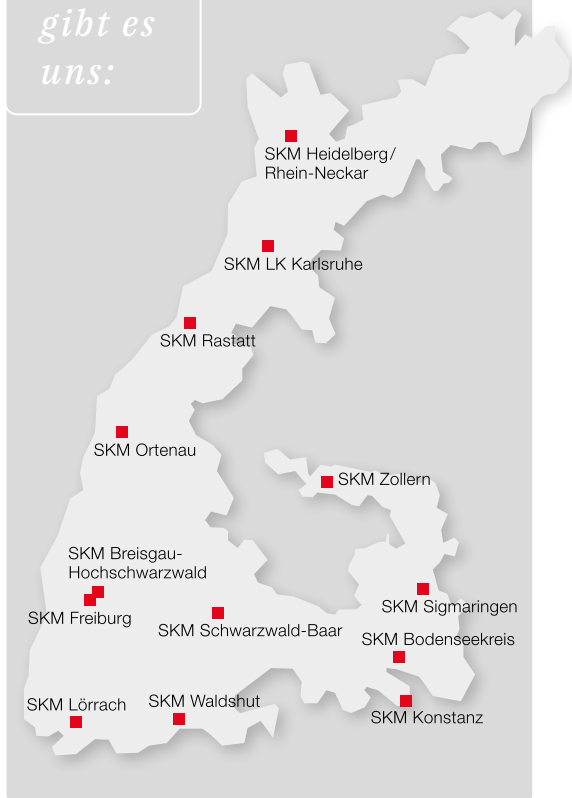 gibt es
uns:
SKM Heidelberg/
Rhein-Neckar
SKM LK Karlsruhe
SKM Rastatt
SKM Ortenau
SKM Zollern
SKM Breisgau-
Hochschwarzwald
SKM Freiburg
SKM Schwarzwald-Baar
SKM Sigmaringen
SKM Bodenseekreis
SKM Lörrach
SKM Waldshut
SKM Konstanz